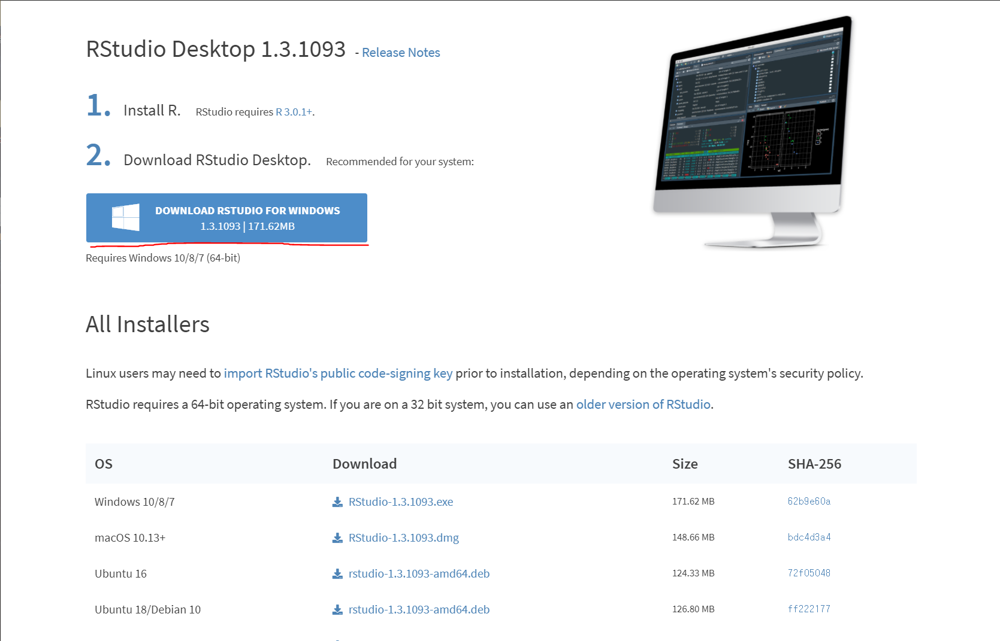 RStudio Desktop 1.3.1093 - Release Notes
1. Install R. RStudio requires R 3.0.1+.
2. Download RStudio Desktop. Recommended for your system:
DOWNLOAD RSTUDIO FOR WINDOWS
1.3.1093 | 171.62MB
Requires Windows 10/8/7 (64-bit)
All Installers
Linux users may need to import RStudio's public code-signing key prior to installation, depending on the operating system's security policy.
RStudio requires a 64-bit operating system. If you are on a 32 bit system, you can use an older version of RStudio.
OS Download Size SHA-256
Windows 10/8/7 RStudio-1.3.1093.exe 171.62 MB 62b9e60a
macOS 10.13+ RStudio-1.3.1093.dmg 148.66 MB bdc4d3a4
Ubuntu 16 rstudio-1.3.1093-amd64.deb 124.33 MB 72f05048
Ubuntu 18/Debian 10 rstudio-1.3.1093-amd64.deb 126.80 MB ff222177